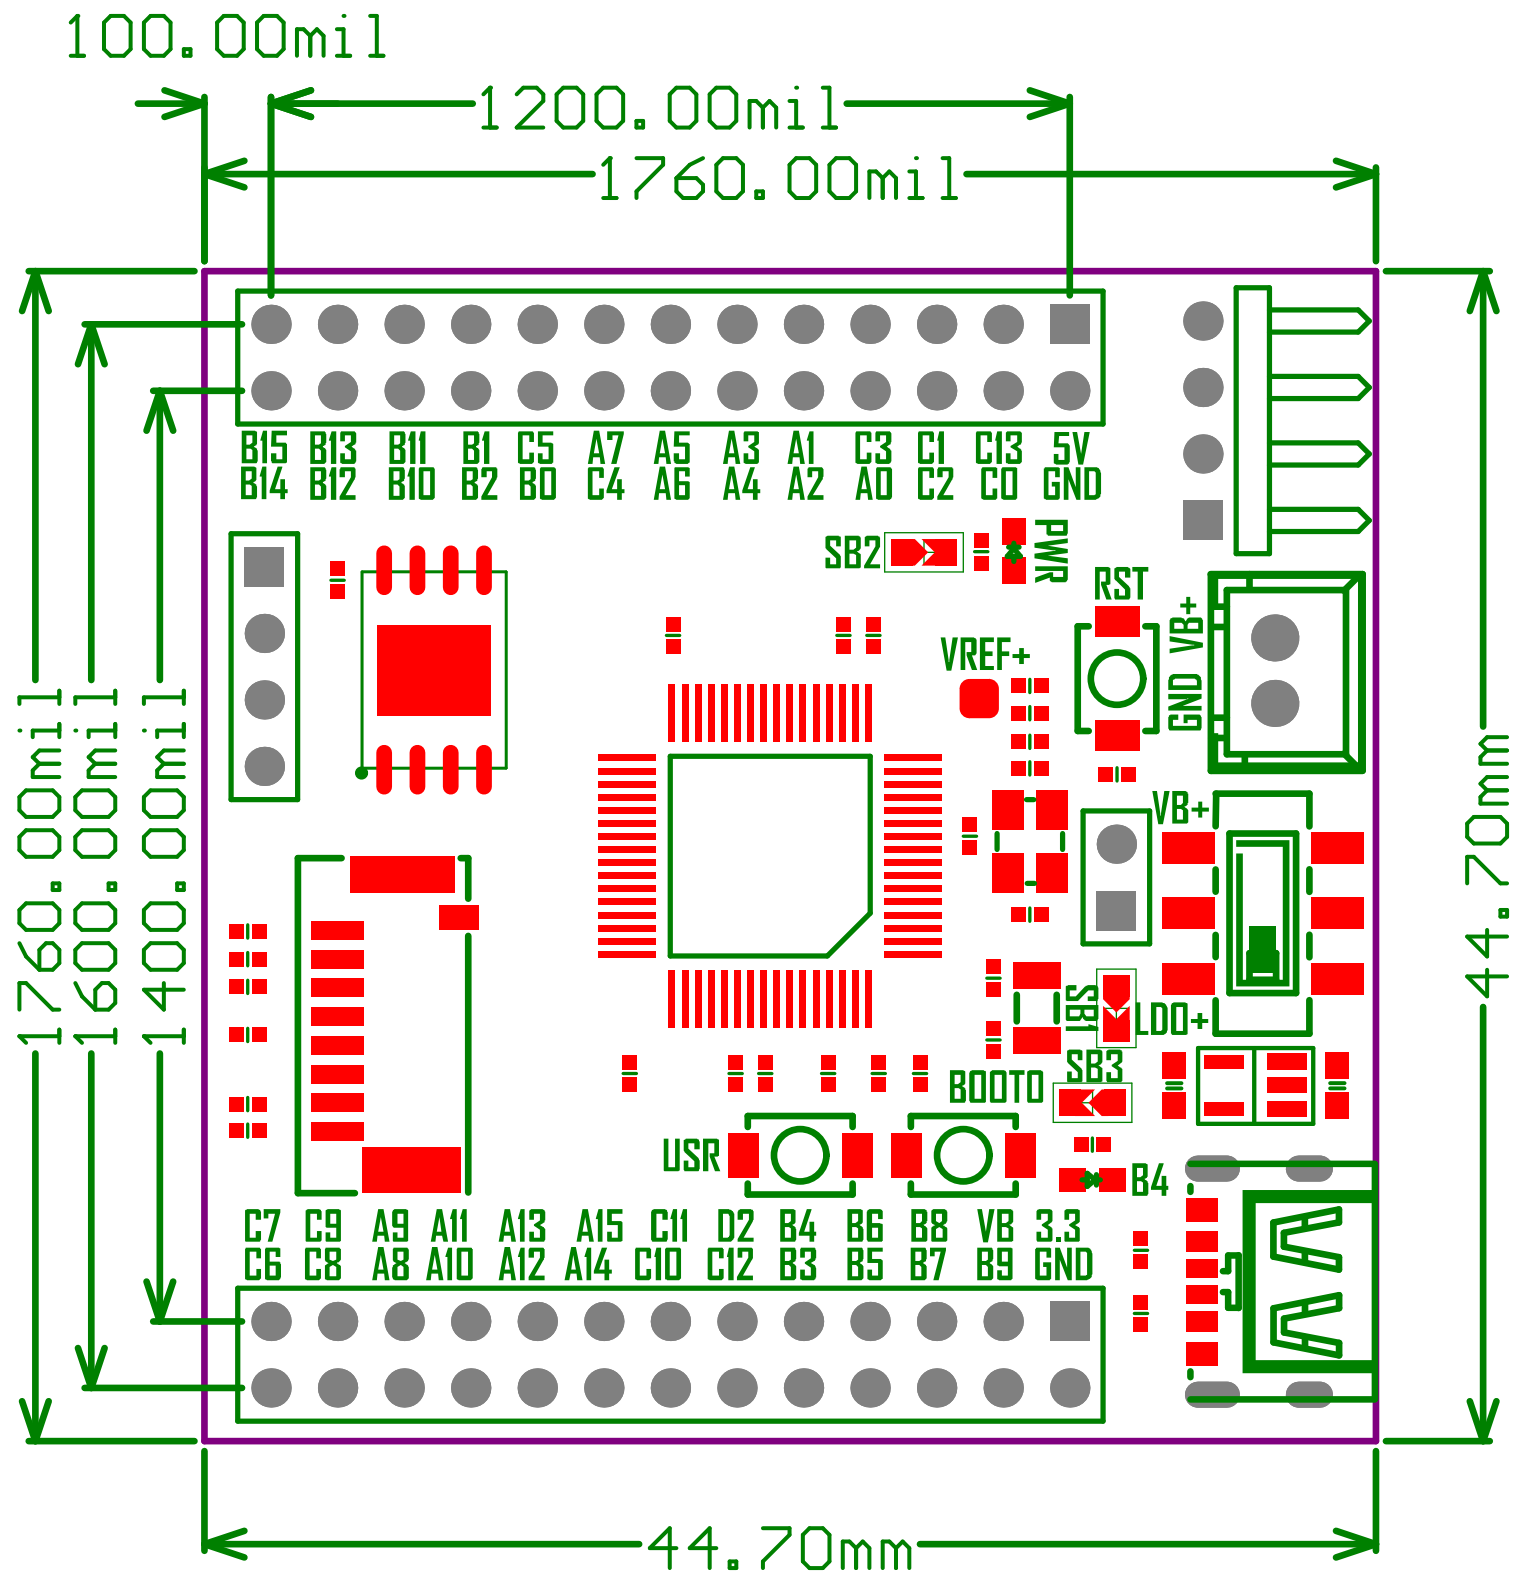 100.00mil
1200.00mil
1760.00mil
B15 B13 B11 B1 C5 A7 A5 A3 A1 C3 C1 C13 5V
B14 B12 B10 B2 B0 C4 A6 A4 A2 A0 C2 C0 GND
SB2
PWR
RST
VREF+
GND VB+
1760.00mil
1600.00mil
1400.00mil
44.70mm
VB+
SB1
LDO+
SB3
BOOT0
USR
B4
C7 C9 A9 A11 A13 A15 C11 D2 B4 B6 B8 VB 3.3
C6 C8 A8 A10 A12 A14 C10 C12 B3 B5 B7 B9 GND
44.70mm